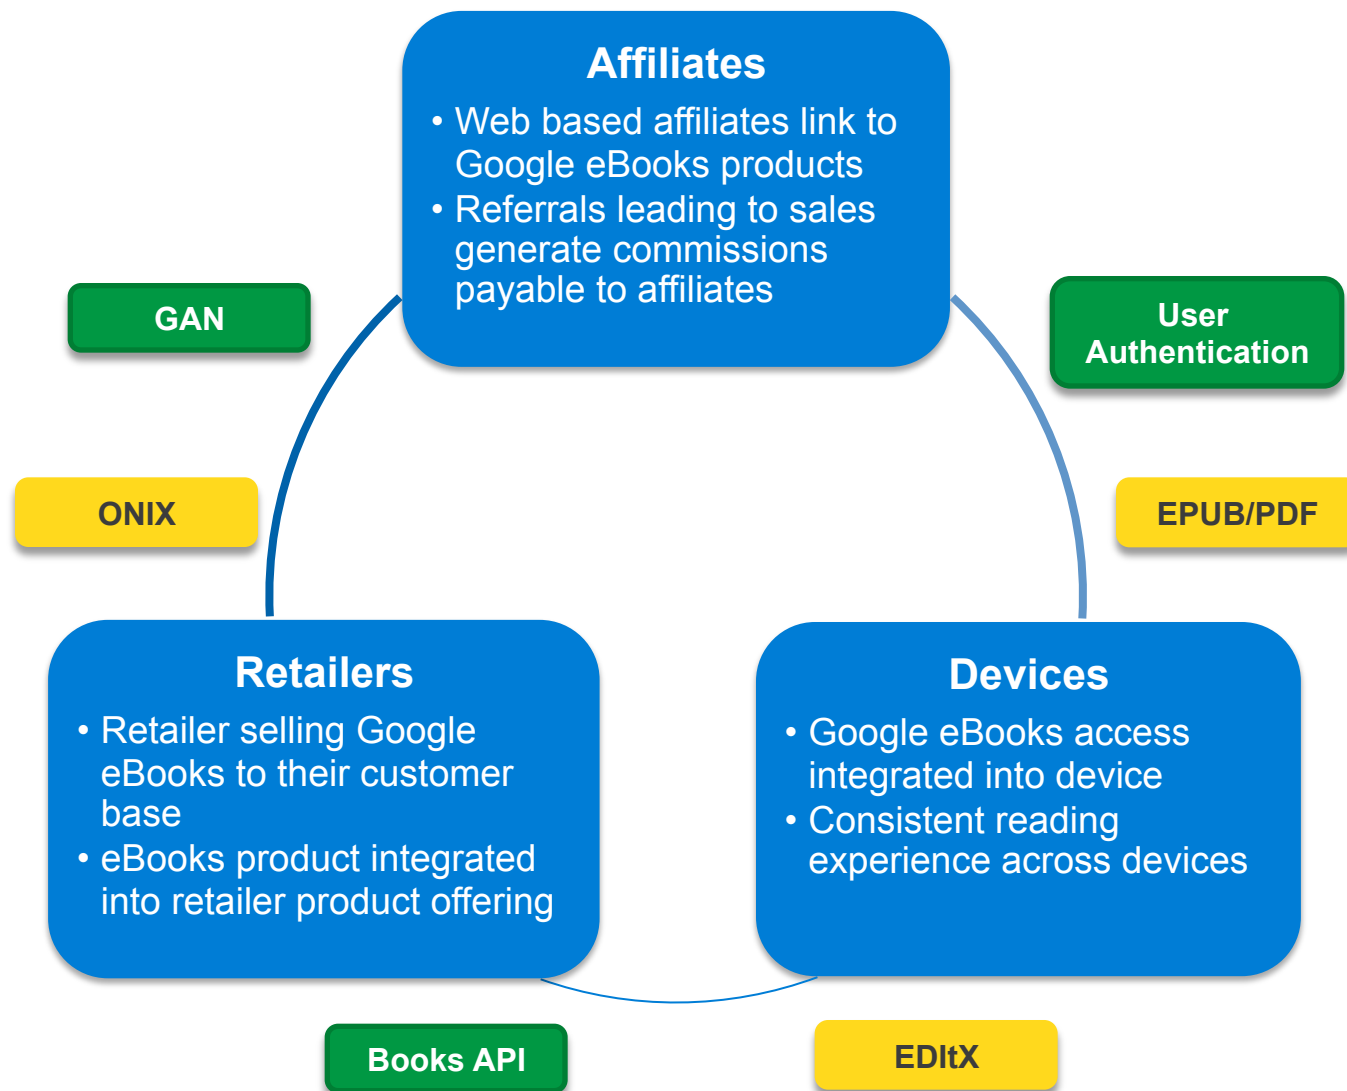 Affiliates
• Web based affiliates link to
Google eBooks products
• Referrals leading to sales
generate commissions
payable to affiliates
GAN
User
Authentication
ONIX
EPUB/PDF
Retailers
• Retailer selling Google
eBooks to their customer
base
• eBooks product integrated
into retailer product offering
Devices
• Google eBooks access
integrated into device
• Consistent reading
experience across devices
Books API
EDItX